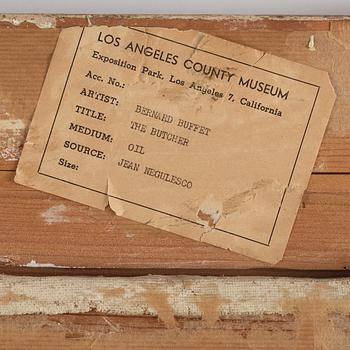 LOS ANGELES COUNTY MUSEUM
Exposition Park, Los Angeles 7, California
Acc. No.:
ARTIST: BERNARD BUFFET
TITLE: THE BUTCHER
MEDIUM: OIL
SOURCE: JEAN NEGULESCO
Size: